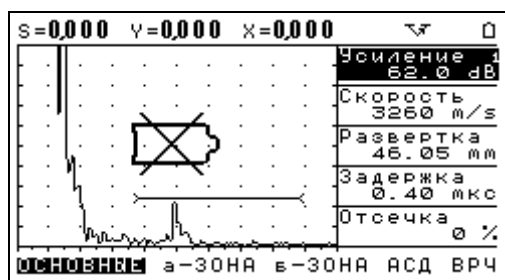 S=0,000 Y=0,000 X=0,000
Усиление 1
62.0 dB
Скорость
3260 m/s
Развертка
46.05 mm
Задержка
0.40 мкс
Отсечка
0 %
ОСНОВНЫЕ а-ЗОНА в-ЗОНА АСД ВРЧ